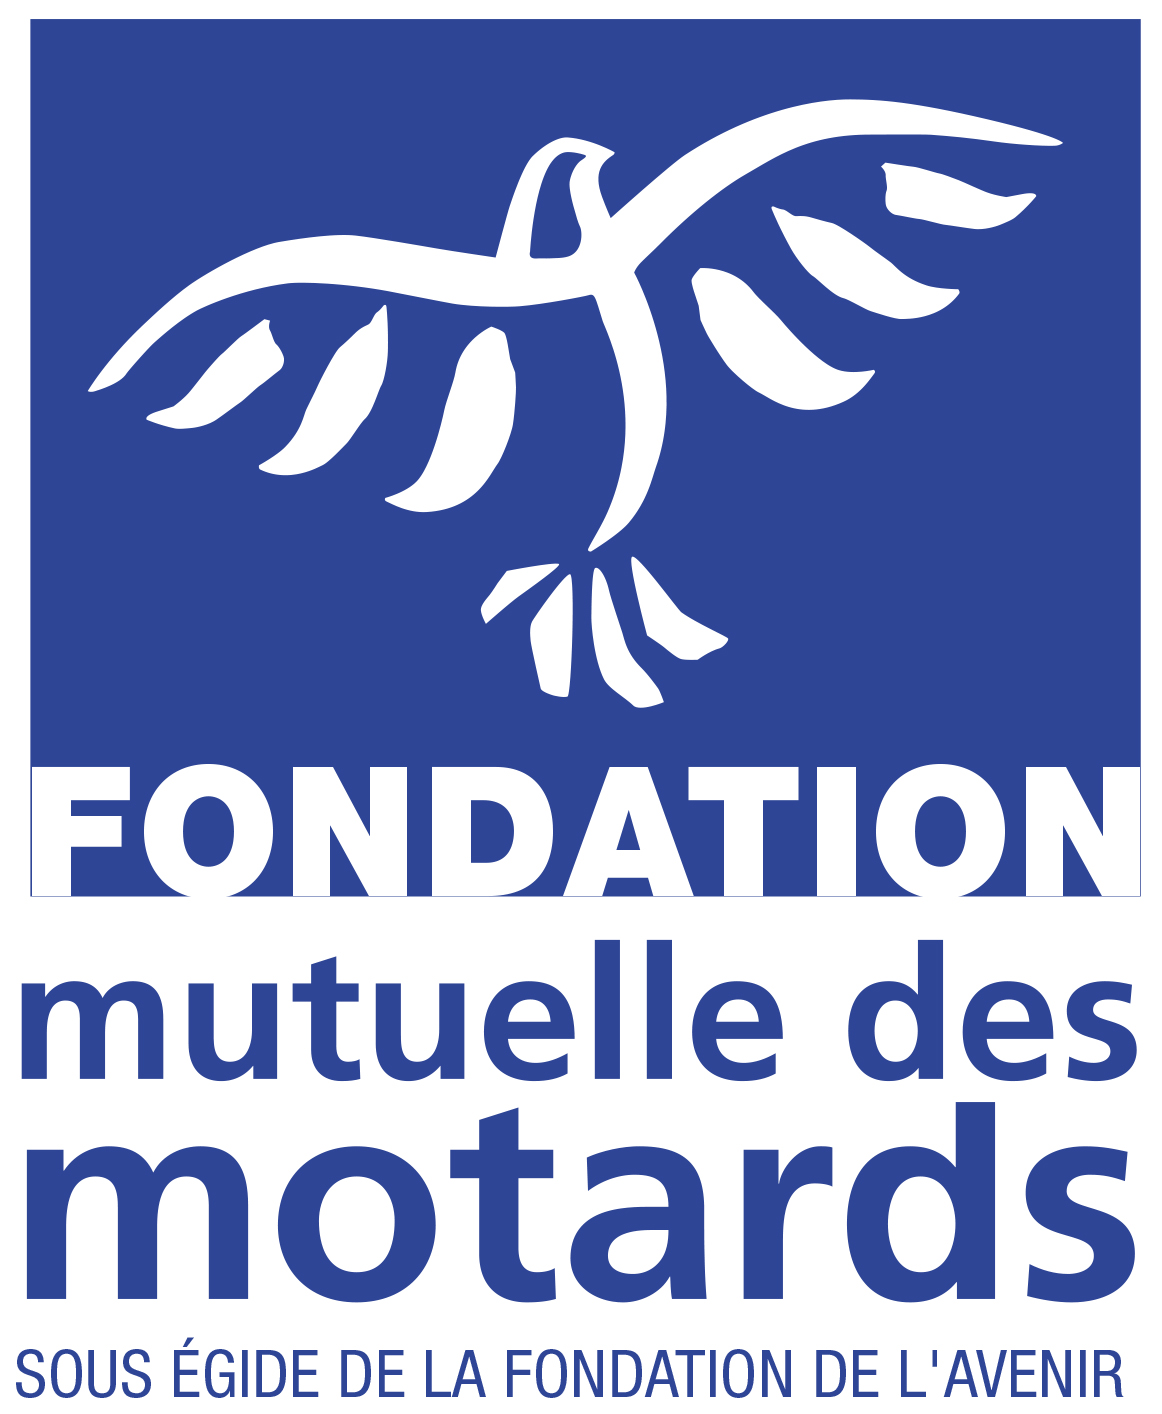 FONDATION
mutuelle des
motards
SOUS ÉGIDE DE LA FONDATION DE L'AVENIR